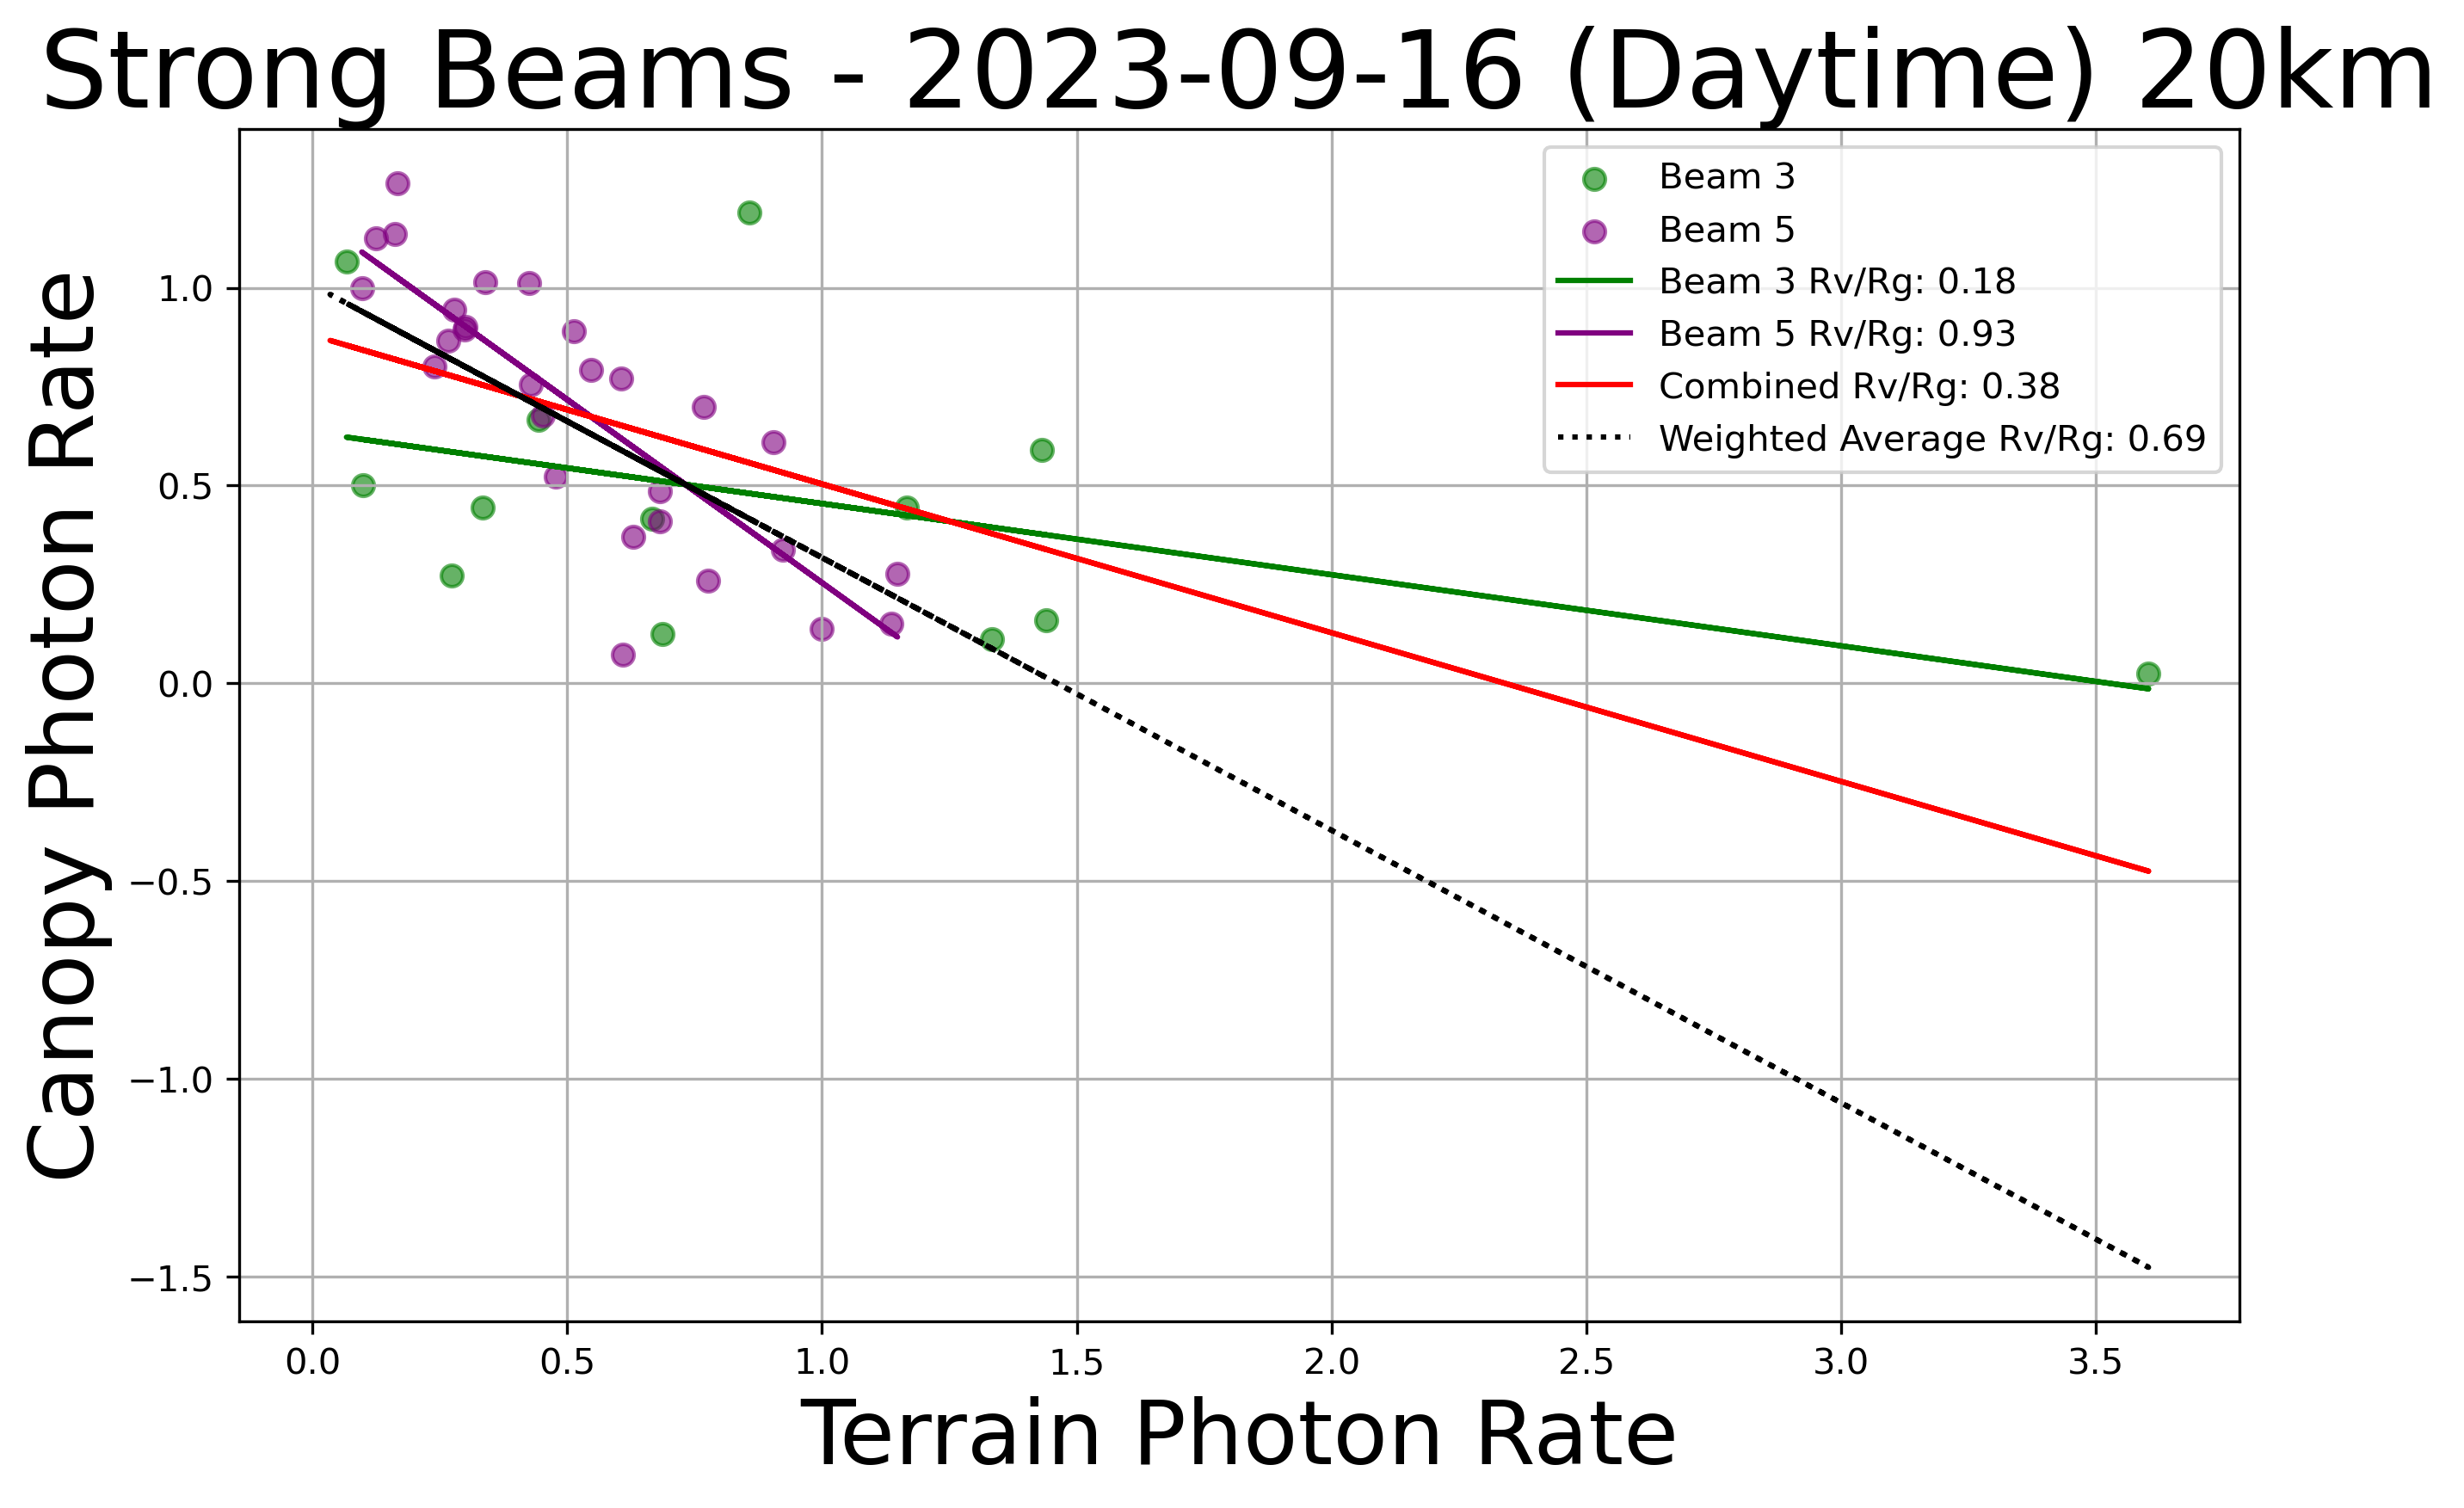 Strong Beams - 2023-09-16 (Daytime) 20km
Beam 3
Beam 5
Beam 3 Rv/Rg: 0.18
Beam 5 Rv/Rg: 0.93
Combined Rv/Rg: 0.38
Weighted Average Rv/Rg: 0.69
Canopy Photon Rate
1.0
0.5
0.0
−0.5
−1.0
−1.5
0.0 0.5 1.0 1.5 2.0 2.5 3.0 3.5
Terrain Photon Rate